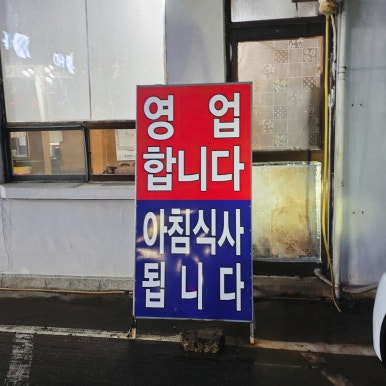 영 업
합니다
아침식사
됩 니 다